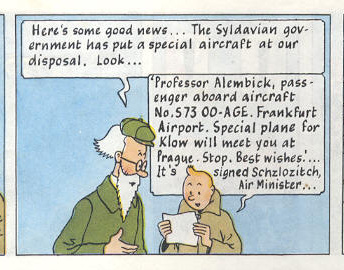 Here's some good news... The Syldavian gov-
ernment has put a special aircraft at our
disposal. Look...
'Professor Alembick, pass-
enger aboard aircraft
No.573 OO-AGE. Frankfurt
Airport. Special plane for
Klow will meet you at
Prague. Stop. Best wishes.'...
It's signed Schzlozitch,
Air Minister...